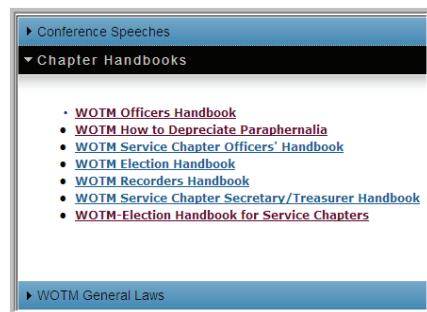 Conference Speeches
Chapter Handbooks
WOTM Officers Handbook
WOTM How to Depreciate Paraphernalia
WOTM Service Chapter Officers' Handbook
WOTM Election Handbook
WOTM Recorders Handbook
WOTM Service Chapter Secretary/Treasurer Handbook
WOTM-Election Handbook for Service Chapters
WOTM General Laws